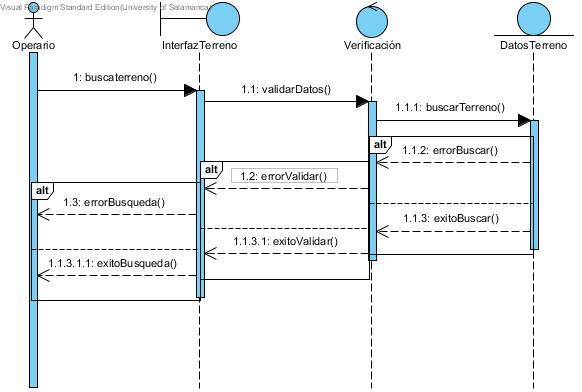 Visual Paradigm Standard Edition(University of Salamanca)
Operario
InterfazTerreno
Verificación
DatosTerreno
1: buscaterreno()
1.1: validarDatos()
1.1.1: buscarTerreno()
alt
1.1.2: errorBuscar()
alt
1.2: errorValidar()
alt
1.3: errorBusqueda()
1.1.3: exitoBuscar()
1.1.3.1: exitoValidar()
1.1.3.1.1: exitoBusqueda()